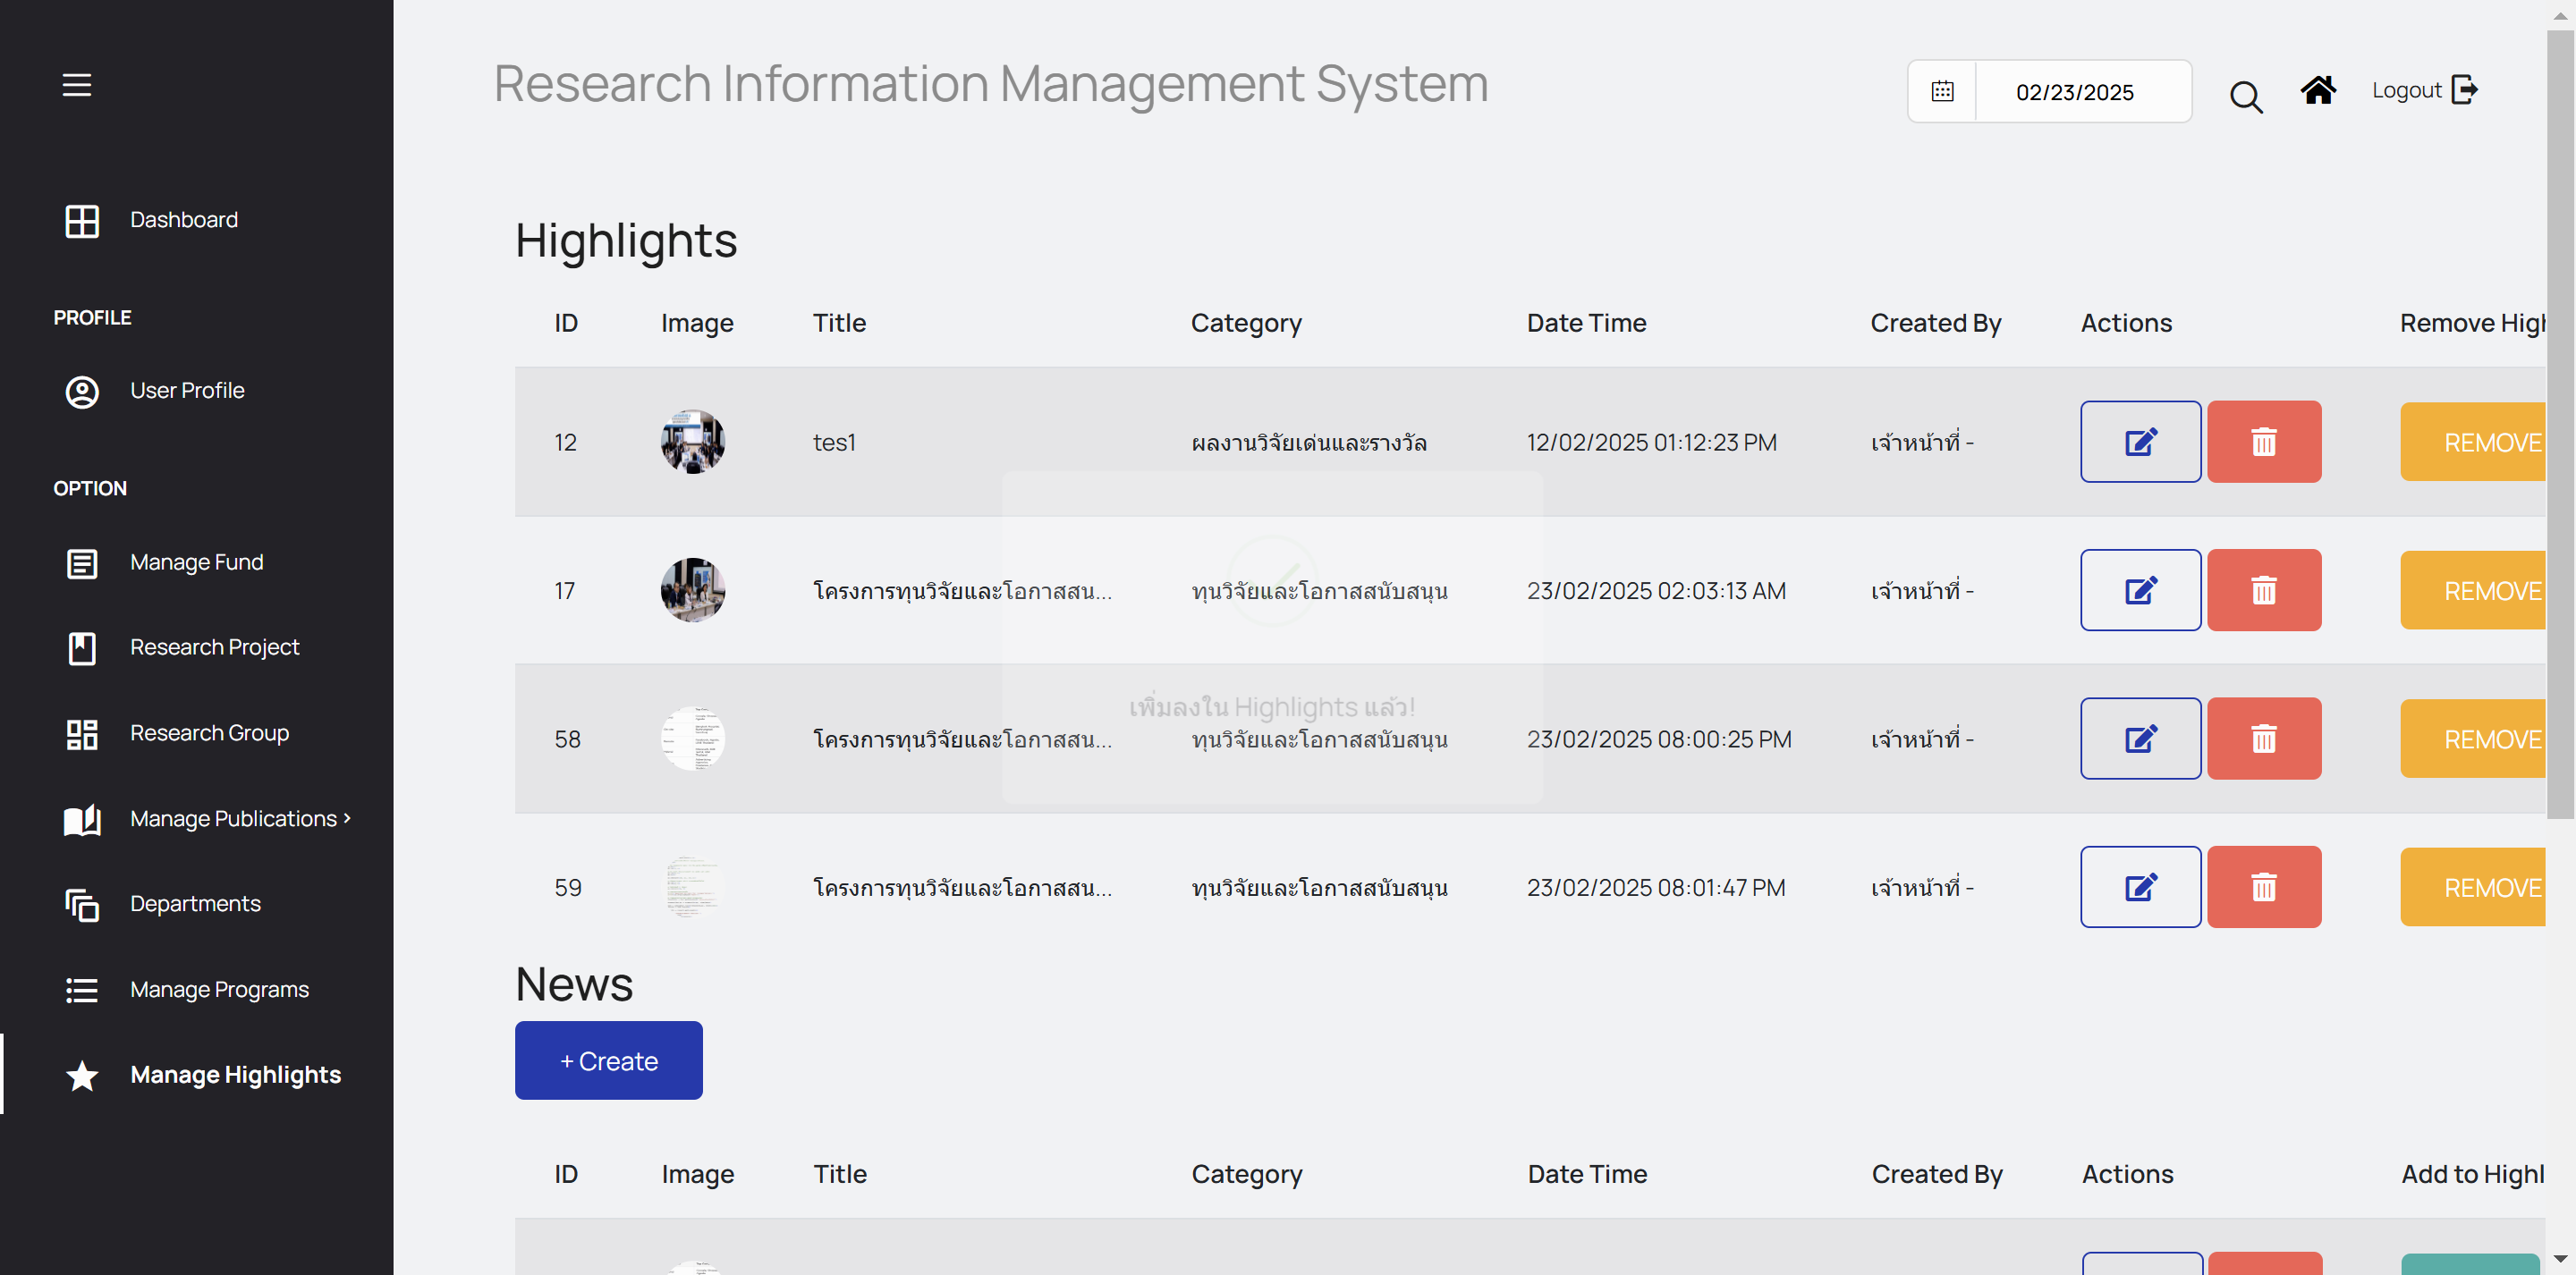 Research Information Management System
02/23/2025
Logout
Dashboard
PROFILE
User Profile
OPTION
Manage Fund
Research Project
Research Group
Manage Publications
Departments
Manage Programs
Manage Highlights
Highlights
ID Image Title Category Date Time Created By Actions Remove High
12 tes1 ผลงานวิจัยเด่นและรางวัล 12/02/2025 01:12:23 PM เจ้าหน้าที่ - REMOVE
17 โครงการทุนวิจัยและโอกาสสน... ทุนวิจัยและโอกาสสนับสนุน 23/02/2025 02:03:13 AM เจ้าหน้าที่ - REMOVE
เพิ่มลงใน Highlights แล้ว!
58 โครงการทุนวิจัยและโอกาสสน... ทุนวิจัยและโอกาสสนับสนุน 23/02/2025 08:00:25 PM เจ้าหน้าที่ - REMOVE
59 โครงการทุนวิจัยและโอกาสสน... ทุนวิจัยและโอกาสสนับสนุน 23/02/2025 08:01:47 PM เจ้าหน้าที่ - REMOVE
News
+ Create
ID Image Title Category Date Time Created By Actions Add to Highl